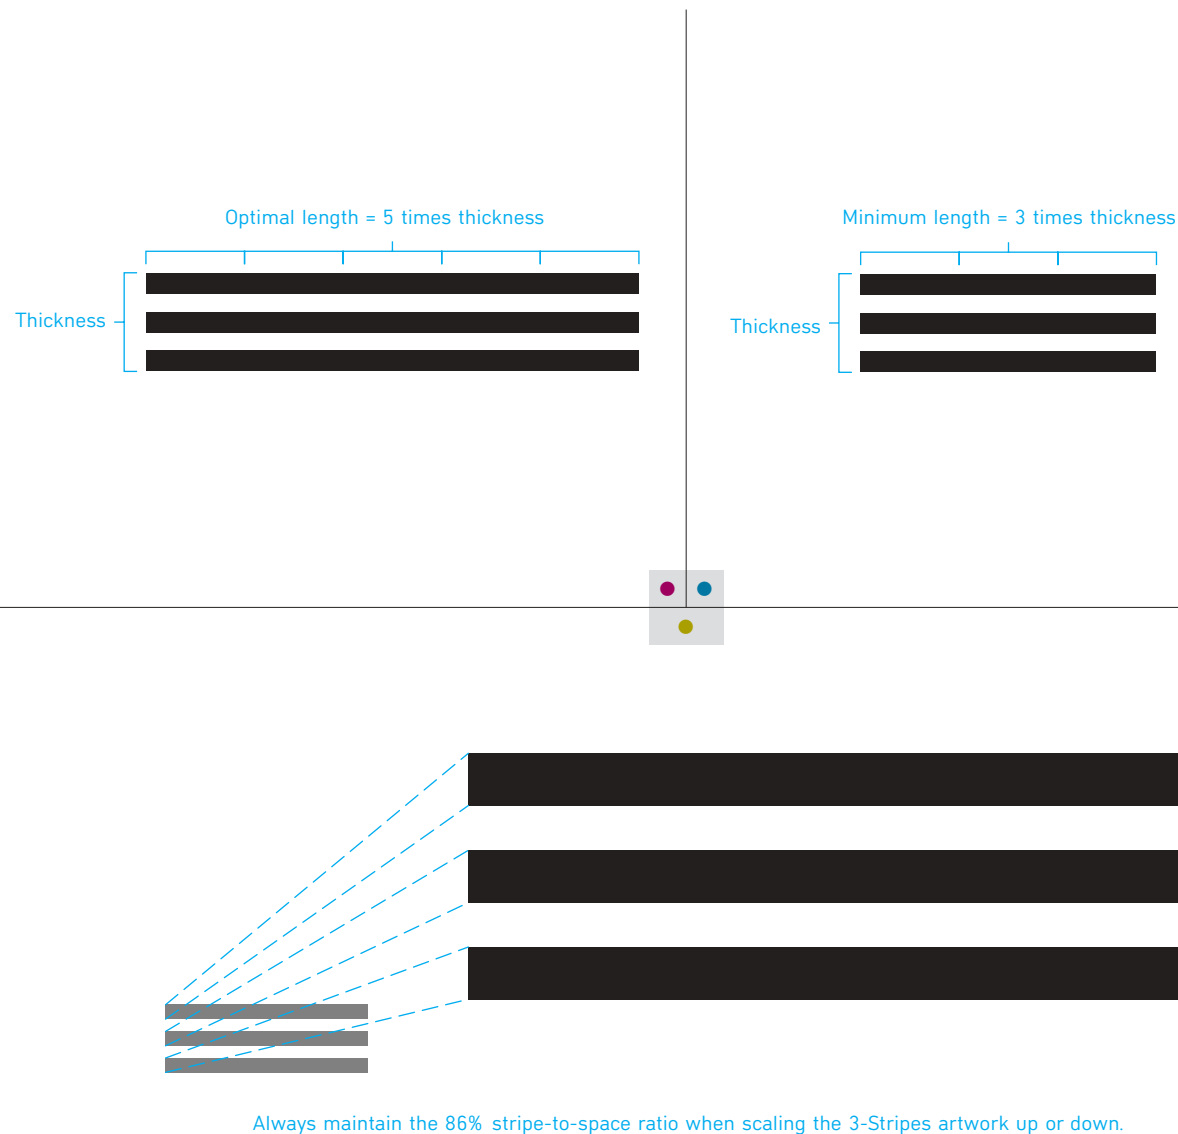 Optimal length = 5 times thickness
Minimum length = 3 times thickness
Thickness
Thickness
Always maintain the 86% stripe-to-space ratio when scaling the 3-Stripes artwork up or down.